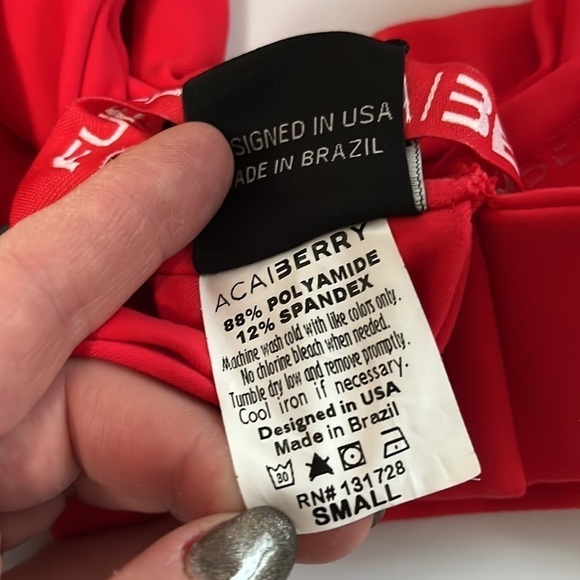 SIGNED IN USA
ADE IN BRAZIL
ACAIBERRY
88% POLYAMIDE
12% SPANDEX
Machine wash cold with like colors only.
No chlorine bleach when needed.
Tumble dry low and remove promptly.
Cool iron if necessary.
Designed in USA
Made in Brazil
30
RN# 131728
SMALL